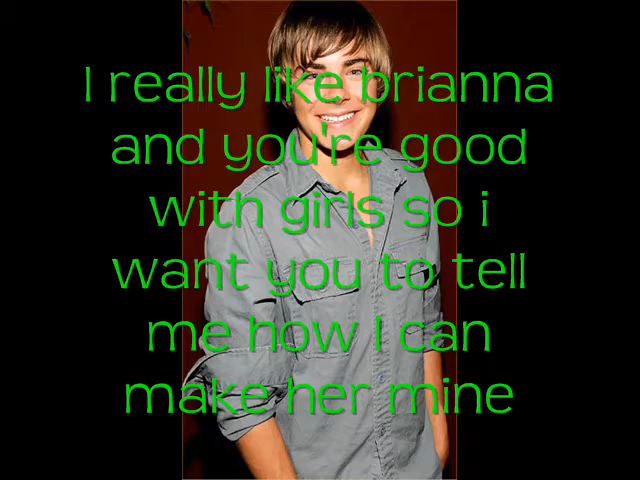 I really like brianna
and you're good
with girls so i
want you to tell
me how I can
make her mine